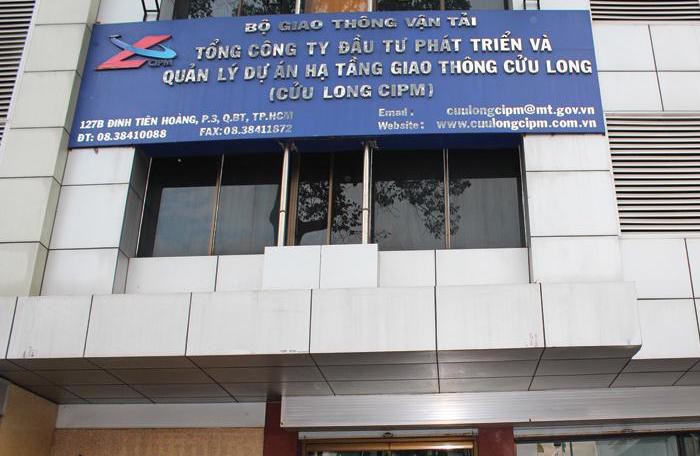 BỘ GIAO THÔNG VẬN TẢI
CIPM
TỔNG CÔNG TY ĐẦU TƯ PHÁT TRIỂN VÀ
QUẢN LÝ DỰ ÁN HẠ TẦNG GIAO THÔNG CỬU LONG
(CỬU LONG CIPM)
127B ĐINH TIÊN HOÀNG, P.3, Q.BT, TP.HCM
ĐT: 08.38410088 FAX: 08.38411872
Email : cuulongcipm@mt.gov.vn
Website : www.cuulongcipm.com.vn